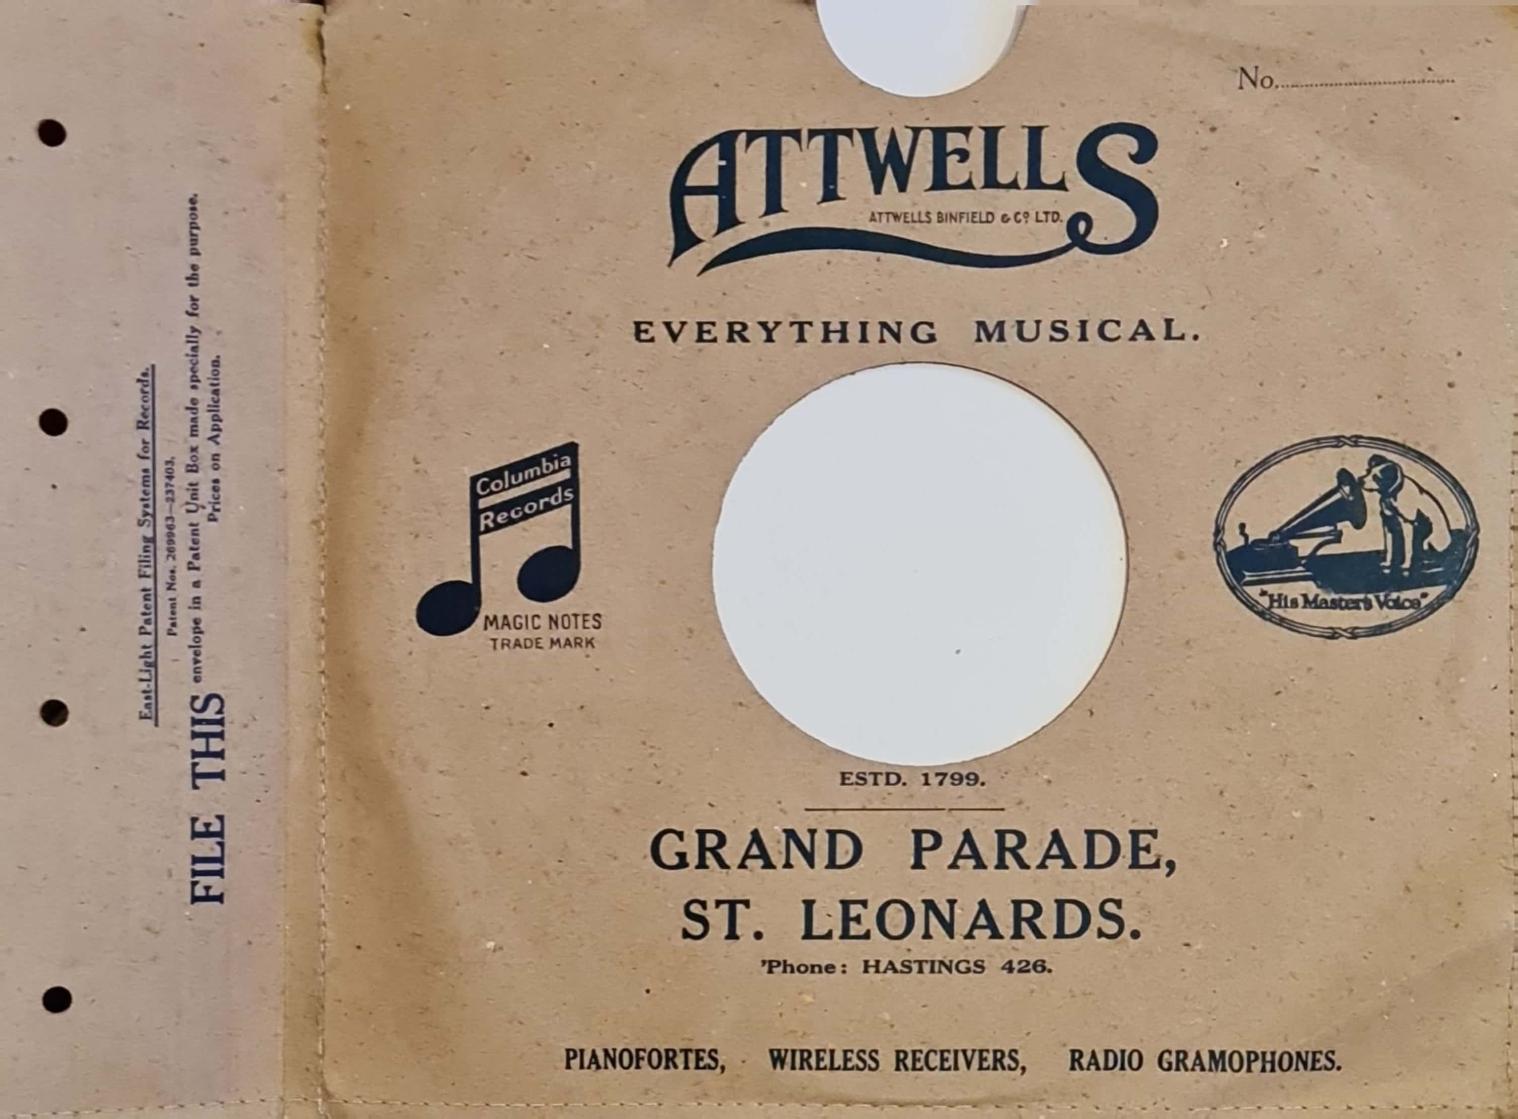 No.
ATTWELLS
ATTWELLS BINFIELD & Cº LTD.
EVERYTHING MUSICAL.
Columbia
Records
MAGIC NOTES
TRADE MARK
"His Master's Voice"
ESTD. 1799.
GRAND PARADE,
ST. LEONARDS.
'Phone: HASTINGS 426.
PIANOFORTES, WIRELESS RECEIVERS, RADIO GRAMOPHONES.
East-Light Patent Filing Systems for Records.
Patent Nos. 269963—237403.
FILE THIS envelope in a Patent Unit Box made specially for the purpose.
Prices on Application.